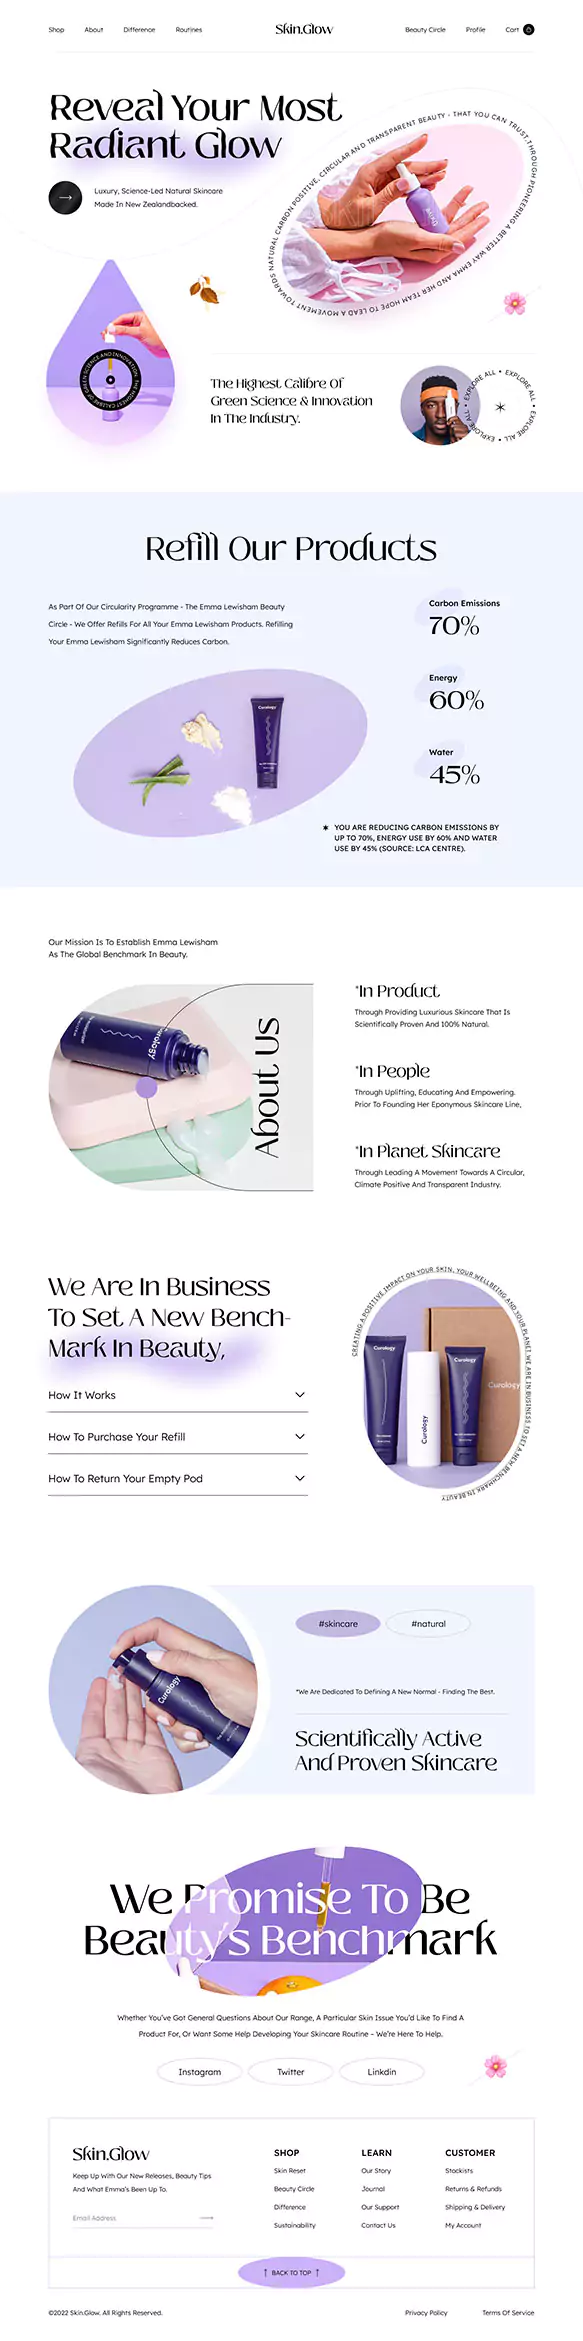 Shop About Difference Routines Skin.Glow Beauty Circle Profile Cart
Reveal Your Most
Radiant Glow
Luxury, Science-Led Natural Skincare
Made In New Zealandbacked.
TOWARDS NATURAL CARBON POSITIVE, CIRCULAR AND TRANSPARENT BEAUTY - THAT YOU CAN TRUST,THROUGH PIONEERING A BETTER WAY EMMA AND HER TEAM HOPE TO LEAD A MOVEMENT
THE HIGHEST CALIBRE OF GREEN SCIENCE AND INNOVATION.
The Highest Calibre Of
Green Science & Innovation
In The Industry.
EXPLORE ALL • EXPLORE ALL • EXPLORE ALL • EXPLORE ALL •
Refill Our Products
As Part Of Our Circularity Programme - The Emma Lewisham Beauty
Circle - We Offer Refills For All Your Emma Lewisham Products. Refilling
Your Emma Lewisham Significantly Reduces Carbon.
Carbon Emissions
70%
Energy
60%
Water
45%
Curology
* YOU ARE REDUCING CARBON EMISSIONS BY
UP TO 70%, ENERGY USE BY 60% AND WATER
USE BY 45% (SOURCE: LCA CENTRE).
Our Mission Is To Establish Emma Lewisham
As The Global Benchmark In Beauty.
Curology
About Us
*In Product
Through Providing Luxurious Skincare That Is
Scientifically Proven And 100% Natural.
*In People
Through Uplifting, Educating And Empowering.
Prior To Founding Her Eponymous Skincare Line,
*In Planet Skincare
Through Leading A Movement Towards A Circular,
Climate Positive And Transparent Industry.
We Are In Business
To Set A New Bench-
Mark In Beauty,
How It Works
How To Purchase Your Refill
How To Return Your Empty Pod
CREATING A POSITIVE IMPACT ON YOUR SKIN, YOUR WELLBEING AND YOUR PLANET.WE ARE IN BUSINESS TO SET A NEW BENCHMARK IN BEAUTY
Curology
Curology
Curology
Curology
#skincare #natural
Curology
*We Are Dedicated To Defining A New Normal - Finding The Best.
Scientifically Active
And Proven Skincare
We Promise To Be
Beauty's Benchmark
Whether You've Got General Questions About Our Range, A Particular Skin Issue You'd Like To Find A
Product For, Or Want Some Help Developing Your Skincare Routine – We're Here To Help.
Instagram Twitter Linkdin
Skin.Glow
Keep Up With Our New Releases, Beauty Tips
And What Emma's Been Up To.
Email Address
SHOP
Skin Reset
Beauty Circle
Difference
Sustainability
LEARN
Our Story
Journal
Our Support
Contact Us
CUSTOMER
Stockists
Returns & Refunds
Shipping & Delivery
My Account
↑ BACK TO TOP ↑
©2022 Skin.Glow. All Rights Reserved. Privacy Policy Terms Of Service